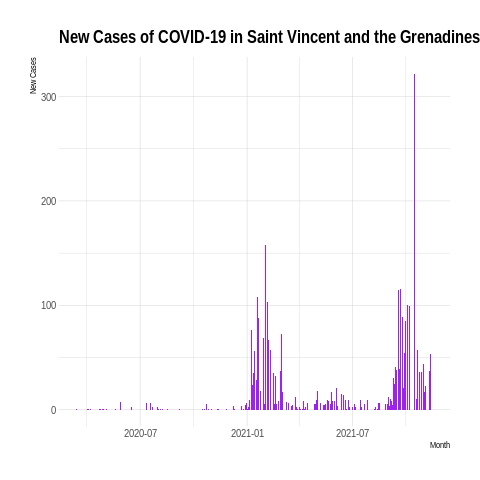 New Cases of COVID-19 in Saint Vincent and the Grenadines
New Cases
300
200
100
0
2020-07
2021-01
2021-07
Month